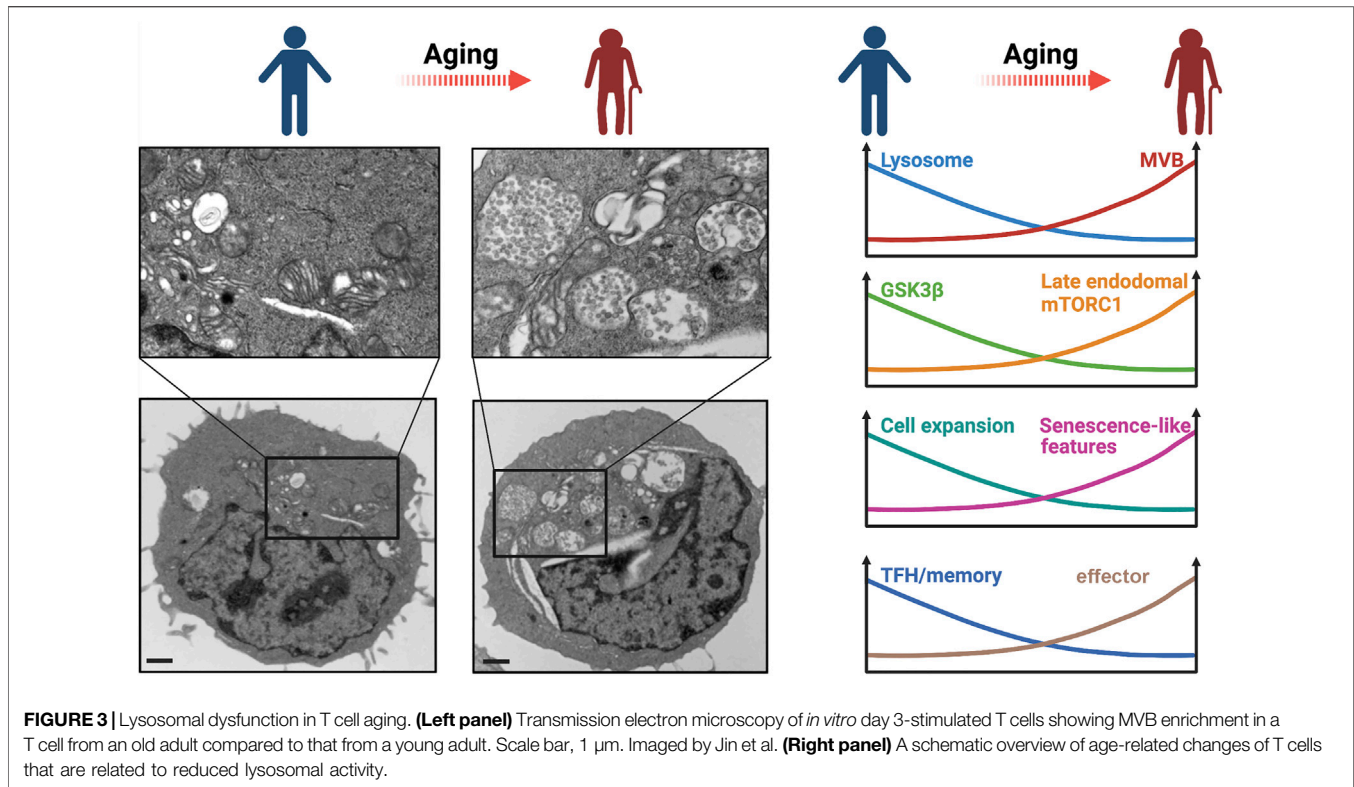 Aging
Aging
Lysosome
MVB
GSK3β
Late endodomal
mTORC1
Cell expansion
Senescence-like
features
TFH/memory
effector
FIGURE 3 | Lysosomal dysfunction in T cell aging. (Left panel) Transmission electron microscopy of in vitro day 3-stimulated T cells showing MVB enrichment in a
T cell from an old adult compared to that from a young adult. Scale bar, 1 μm. Imaged by Jin et al. (Right panel) A schematic overview of age-related changes of T cells
that are related to reduced lysosomal activity.